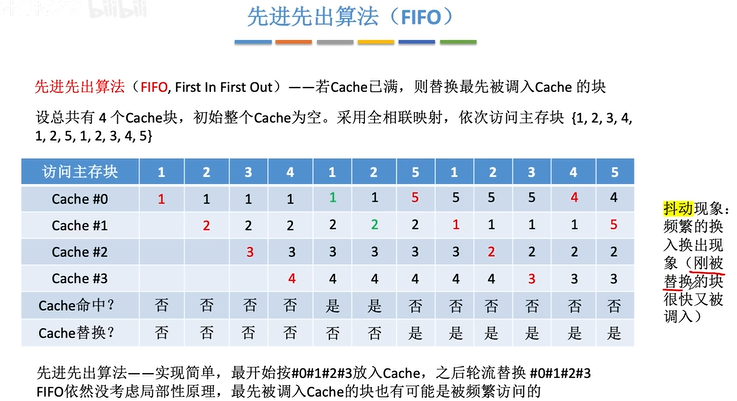 bilibili
先进先出算法（FIFO）
先进先出算法（FIFO, First In First Out）——若Cache已满，则替换最先被调入Cache 的块
设总共有 4 个Cache块，初始整个Cache为空。采用全相联映射，依次访问主存块 {1, 2, 3, 4,
1, 2, 5, 1, 2, 3, 4, 5}
访问主存块 1 2 3 4 1 2 5 1 2 3 4 5
Cache #0 1 1 1 1 1 1 5 5 5 5 4 4
Cache #1 2 2 2 2 2 2 1 1 1 1 5
Cache #2 3 3 3 3 3 3 2 2 2 2
Cache #3 4 4 4 4 4 4 3 3 3
Cache命中? 否 否 否 否 是 是 否 否 否 否 否 否
Cache替换? 否 否 否 否 否 否 是 是 是 是 是 是
抖动现象：
频繁的换
入换出现
象（刚被
替换的块
很快又被
调入）
先进先出算法——实现简单，最开始按#0#1#2#3放入Cache，之后轮流替换 #0#1#2#3
FIFO依然没考虑局部性原理，最先被调入Cache的块也有可能是被频繁访问的